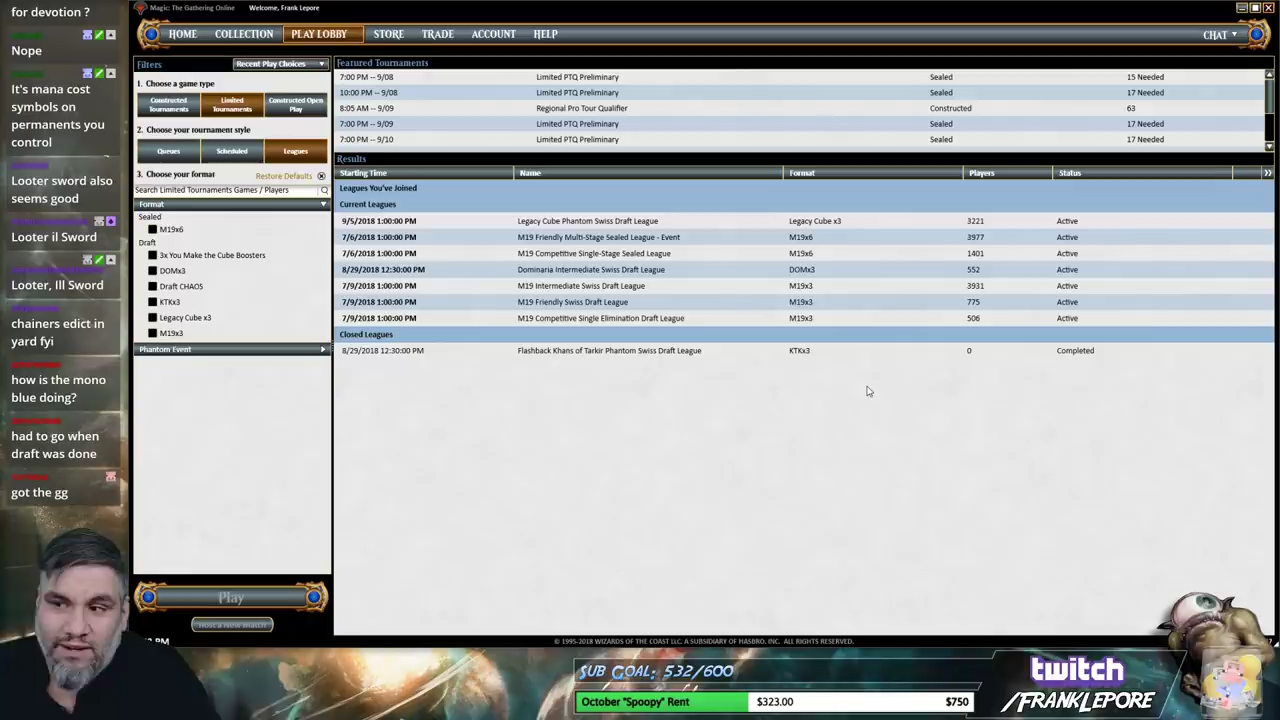 for devotion ?
Nope
It's mana cost
symbols on
permanents you
control
Looter sword also
seems good
Looter il Sword
Looter, Ill Sword
chainers edict in
yard fyi
how is the mono
blue doing?
had to go when
draft was done
got the gg
Magic: The Gathering Online Welcome, Frank Lepore
HOME COLLECTION PLAY LOBBY STORE TRADE ACCOUNT HELP CHAT
Filters Recent Play Choices
1. Choose a game type
Constructed Tournaments Limited Tournaments Constructed Open Play
2. Choose your tournament style
Queues Scheduled Leagues
3. Choose your format Restore Defaults
Search Limited Tournaments Games / Players
Format
Sealed
M19x6
Draft
3x You Make the Cube Boosters
DOMx3
Draft CHAOS
KTKx3
Legacy Cube x3
M19x3
Phantom Event
Play
Host a New Match
PM
Featured Tournaments
7:00 PM -- 9/08 Limited PTQ Preliminary Sealed 15 Needed
10:00 PM -- 9/08 Limited PTQ Preliminary Sealed 17 Needed
8:05 AM -- 9/09 Regional Pro Tour Qualifier Constructed 63
7:00 PM -- 9/09 Limited PTQ Preliminary Sealed 17 Needed
7:00 PM -- 9/10 Limited PTQ Preliminary Sealed 17 Needed
Results
Starting Time Name Format Players Status
Leagues You've Joined
Current Leagues
9/5/2018 1:00:00 PM Legacy Cube Phantom Swiss Draft League Legacy Cube x3 3221 Active
7/6/2018 1:00:00 PM M19 Friendly Multi-Stage Sealed League - Event M19x6 3977 Active
7/6/2018 1:00:00 PM M19 Competitive Single-Stage Sealed League M19x6 1401 Active
8/29/2018 12:30:00 PM Dominaria Intermediate Swiss Draft League DOMx3 552 Active
7/9/2018 1:00:00 PM M19 Intermediate Swiss Draft League M19x3 3931 Active
7/9/2018 1:00:00 PM M19 Friendly Swiss Draft League M19x3 775 Active
7/9/2018 1:00:00 PM M19 Competitive Single Elimination Draft League M19x3 506 Active
Closed Leagues
8/29/2018 12:30:00 PM Flashback Khans of Tarkir Phantom Swiss Draft League KTKx3 0 Completed
© 1995-2018 WIZARDS OF THE COAST LLC. A SUBSIDIARY OF HASBRO, INC. ALL RIGHTS RESERVED.
SUB GOAL: 532/600
October "Spoopy" Rent $323.00 $750
twitch
/FRANKLEPORE